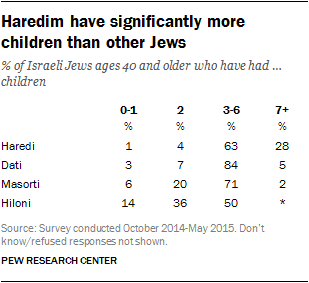 Haredim have significantly more
children than other Jews
% of Israeli Jews ages 40 and older who have had ...
children
0-1 2 3-6 7+
% % % %
Haredi 1 4 63 28
Dati 3 7 84 5
Masorti 6 20 71 2
Hiloni 14 36 50 *
Source: Survey conducted October 2014-May 2015. Don't
know/refused responses not shown.
PEW RESEARCH CENTER